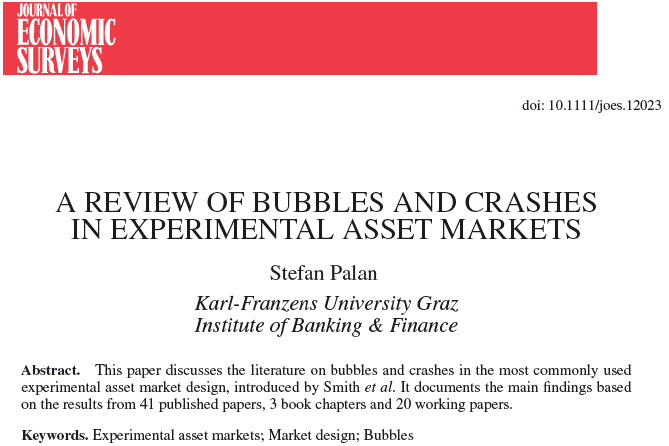 JOURNAL OF
ECONOMIC
SURVEYS
doi: 10.1111/joes.12023
A REVIEW OF BUBBLES AND CRASHES
IN EXPERIMENTAL ASSET MARKETS
Stefan Palan
Karl-Franzens University Graz
Institute of Banking & Finance
Abstract. This paper discusses the literature on bubbles and crashes in the most commonly used
experimental asset market design, introduced by Smith et al. It documents the main findings based
on the results from 41 published papers, 3 book chapters and 20 working papers.
Keywords. Experimental asset markets; Market design; Bubbles